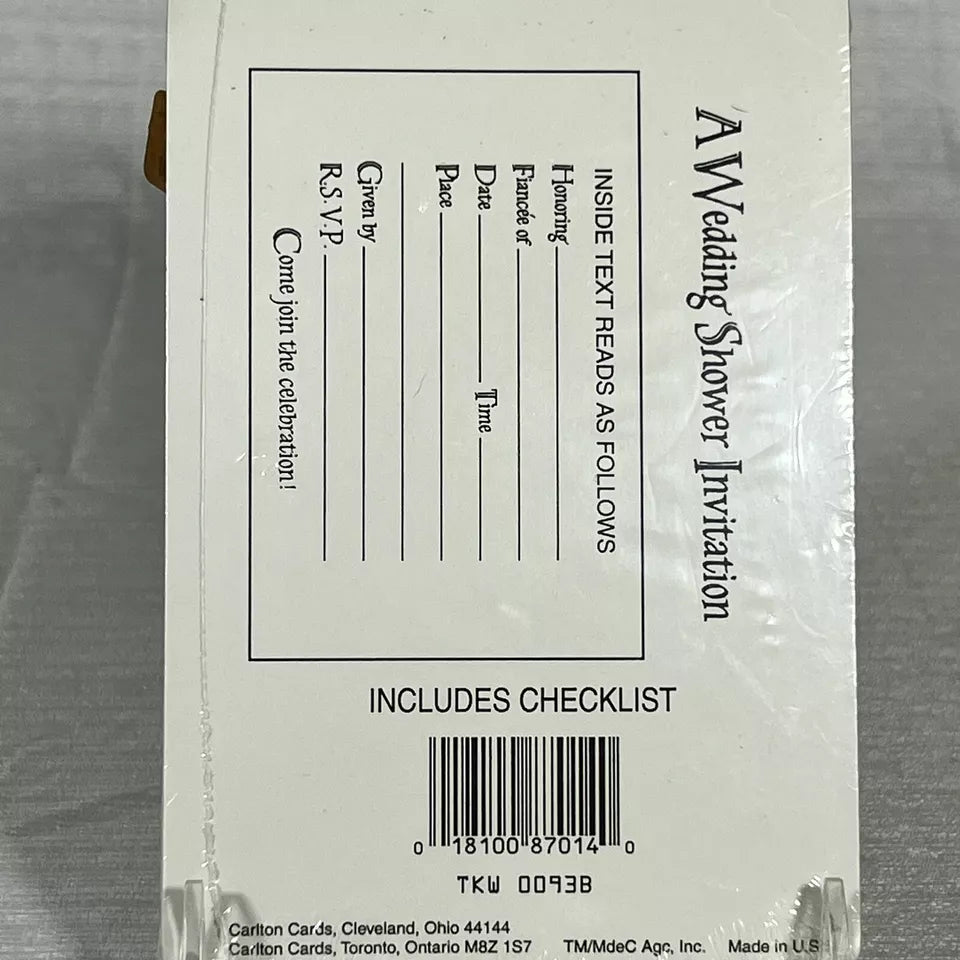 A Wedding Shower Invitation
INSIDE TEXT READS AS FOLLOWS
Honoring
Fiancée of
Date Time
Place
Given by
R.S.V.P.
Come join the celebration!
INCLUDES CHECKLIST
0 18100 87014 0
TKW 0093B
Carlton Cards, Cleveland, Ohio 44144
Carlton Cards, Toronto, Ontario M8Z 1S7 TM/MdeC Agc, Inc. Made in U.S